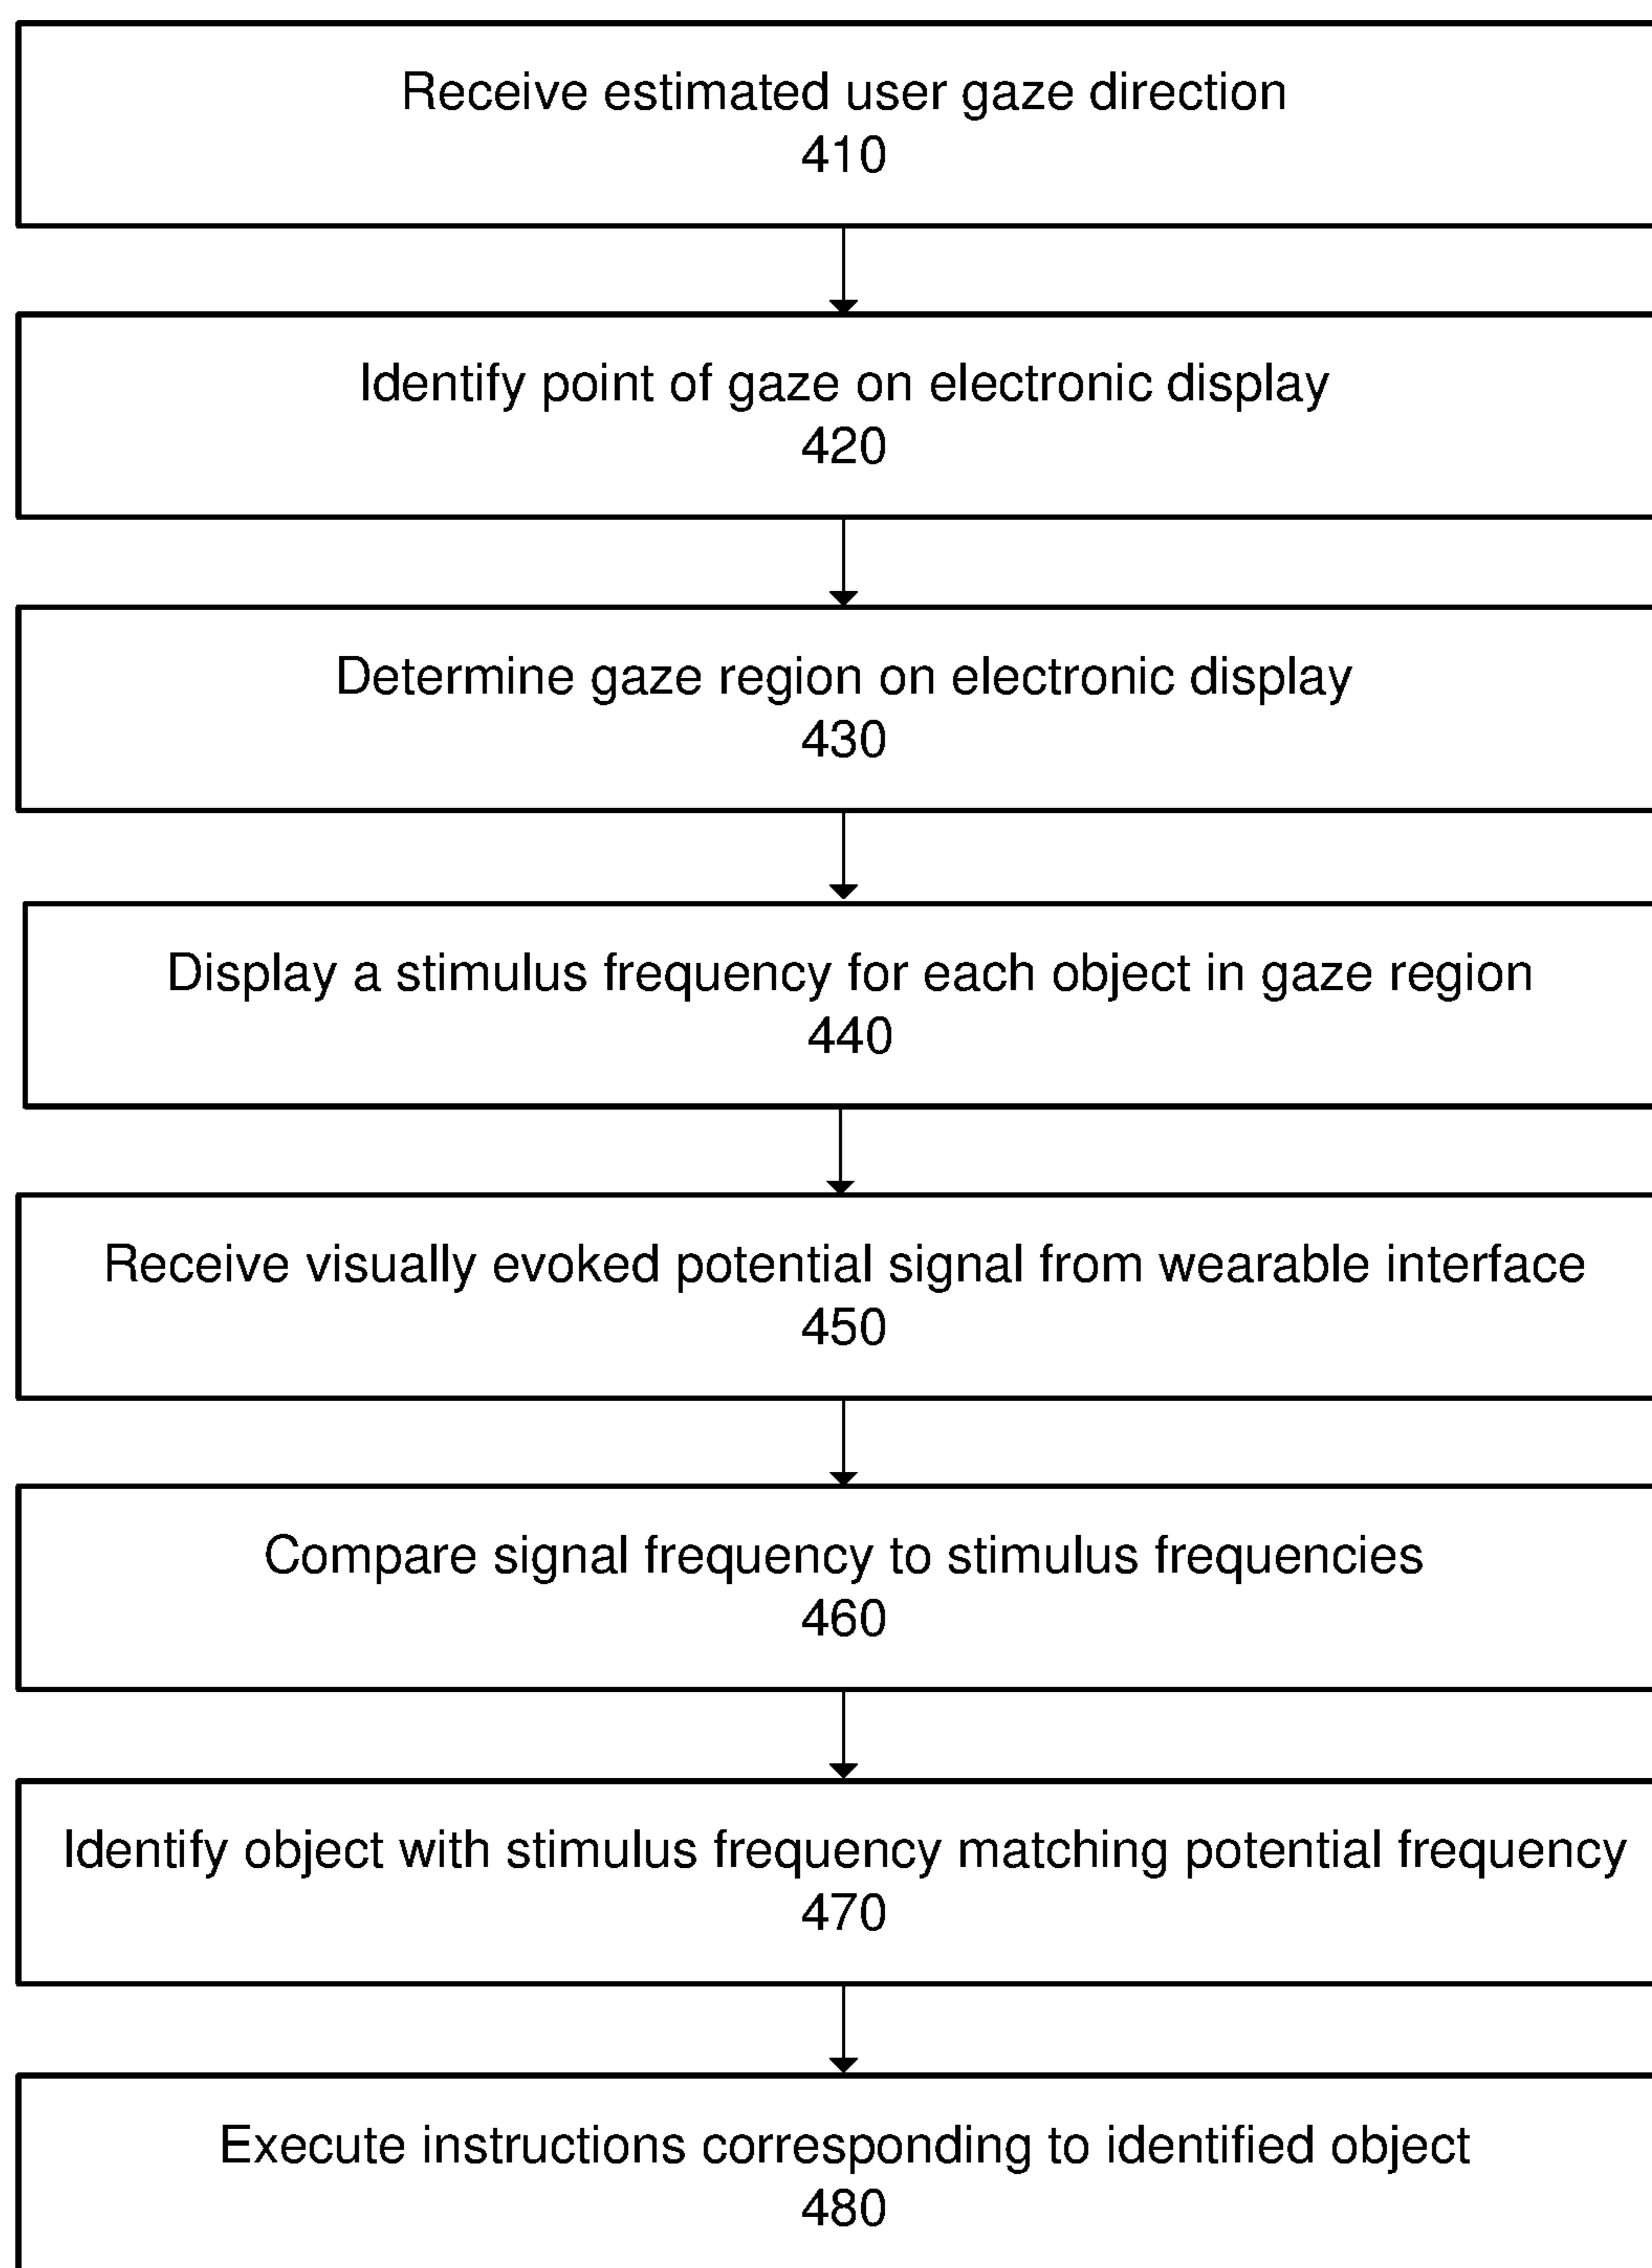 Receive estimated user gaze direction
410
Identify point of gaze on electronic display
420
Determine gaze region on electronic display
430
Display a stimulus frequency for each object in gaze region
440
Receive visually evoked potential signal from wearable interface
450
Compare signal frequency to stimulus frequencies
460
Identify object with stimulus frequency matching potential frequency
470
Execute instructions corresponding to identified object
480